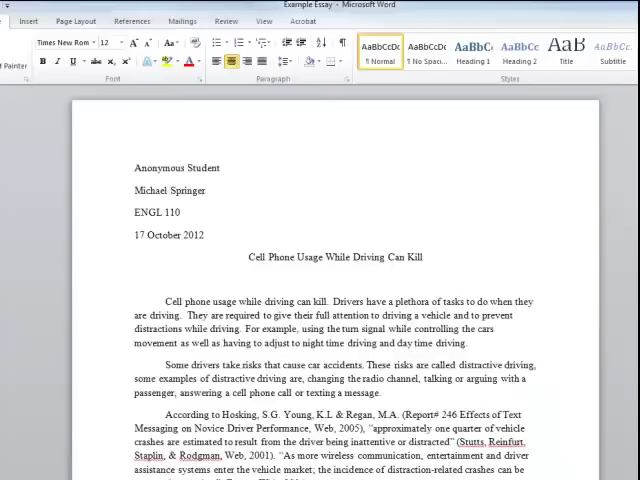 Example Essay - Microsoft Word
Insert Page Layout References Mailings Review View Acrobat
Times New Rom 12 A A Aa
AaBbCcDc AaBbCcDc AaBbC AaBbCc AaB AaBbCc
t Painter B I U abc x₂ x² A ab A ¶ Normal ¶ No Spaci... Heading 1 Heading 2 Title Subtitle
Font Paragraph Styles
Anonymous Student
Michael Springer
ENGL 110
17 October 2012
Cell Phone Usage While Driving Can Kill
Cell phone usage while driving can kill. Drivers have a plethora of tasks to do when they
are driving. They are required to give their full attention to driving a vehicle and to prevent
distractions while driving. For example, using the turn signal while controlling the cars
movement as well as having to adjust to night time driving and day time driving.
Some drivers take risks that cause car accidents. These risks are called distractive driving,
some examples of distractive driving are, changing the radio channel, talking or arguing with a
passenger, answering a cell phone call or texting a message.
According to Hosking, S.G. Young, K.L & Regan, M.A. (Report# 246 Effects of Text
Messaging on Novice Driver Performance, Web, 2005), “approximately one quarter of vehicle
crashes are estimated to result from the driver being inattentive or distracted” (Stutts, Reinfurt,
Staplin, & Rodgman, Web, 2001). “As more wireless communication, entertainment and driver
assistance systems enter the vehicle market; the incidence of distraction-related crashes can be